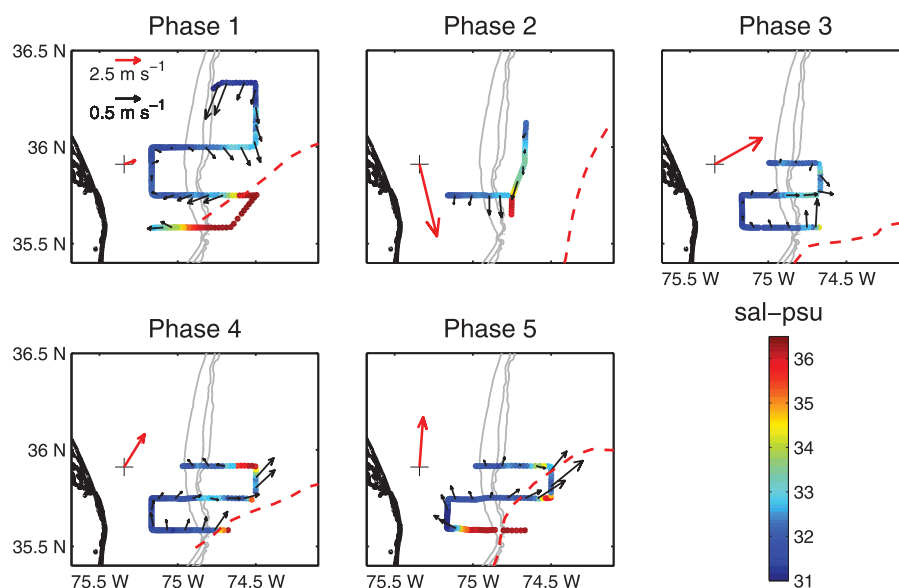 Phase 1
Phase 2
Phase 3
36.5 N
2.5 m s⁻¹
0.5 m s⁻¹
36 N
35.5 N
75.5 W 75 W 74.5 W
Phase 4
Phase 5
sal-psu
36.5 N
36 N
35.5 N
75.5 W 75 W 74.5 W
75.5 W 75 W 74.5 W
36
35
34
33
32
31